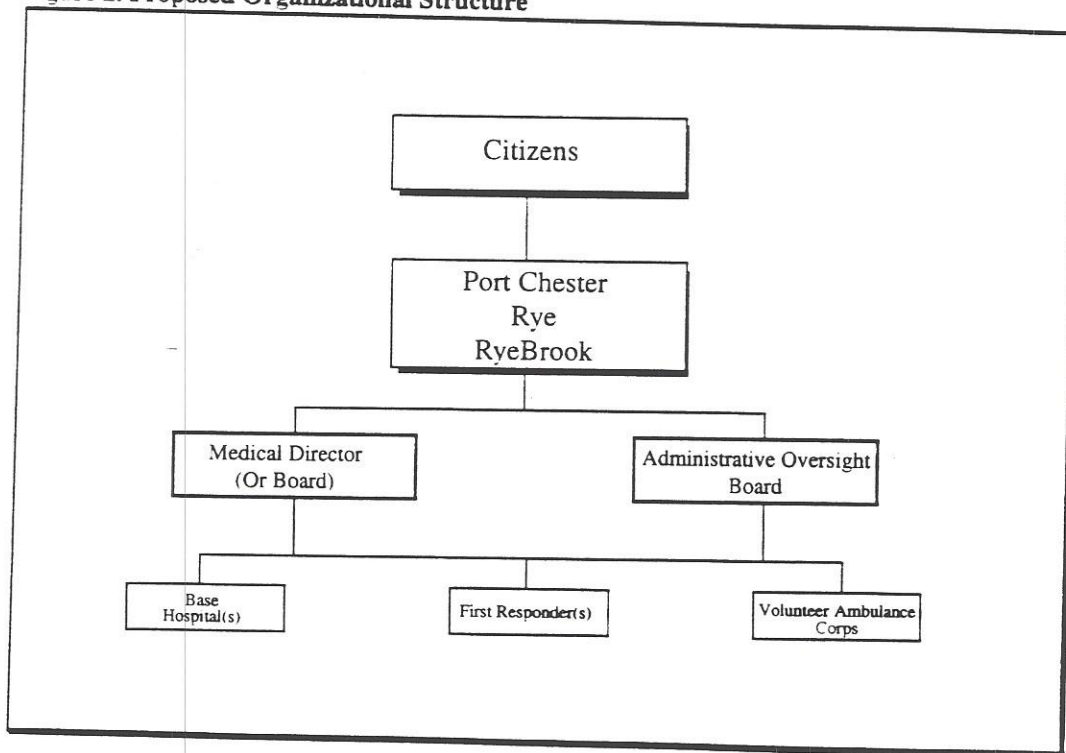 Proposed Organizational Structure
Citizens
Port Chester
Rye
RyeBrook
Medical Director
(Or Board)
Administrative Oversight
Board
Base
Hospital(s)
First Responder(s)
Volunteer Ambulance
Corps